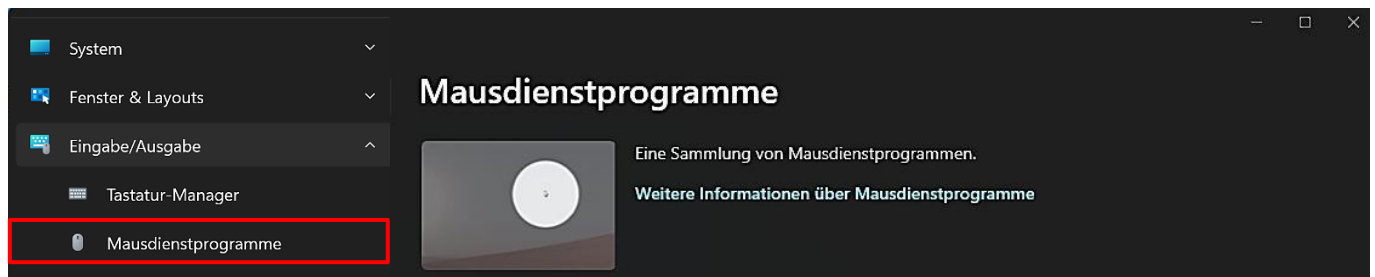 System
Fenster & Layouts
Eingabe/Ausgabe
Tastatur-Manager
Mausdienstprogramme
Mausdienstprogramme
Eine Sammlung von Mausdienstprogrammen.
Weitere Informationen über Mausdienstprogramme